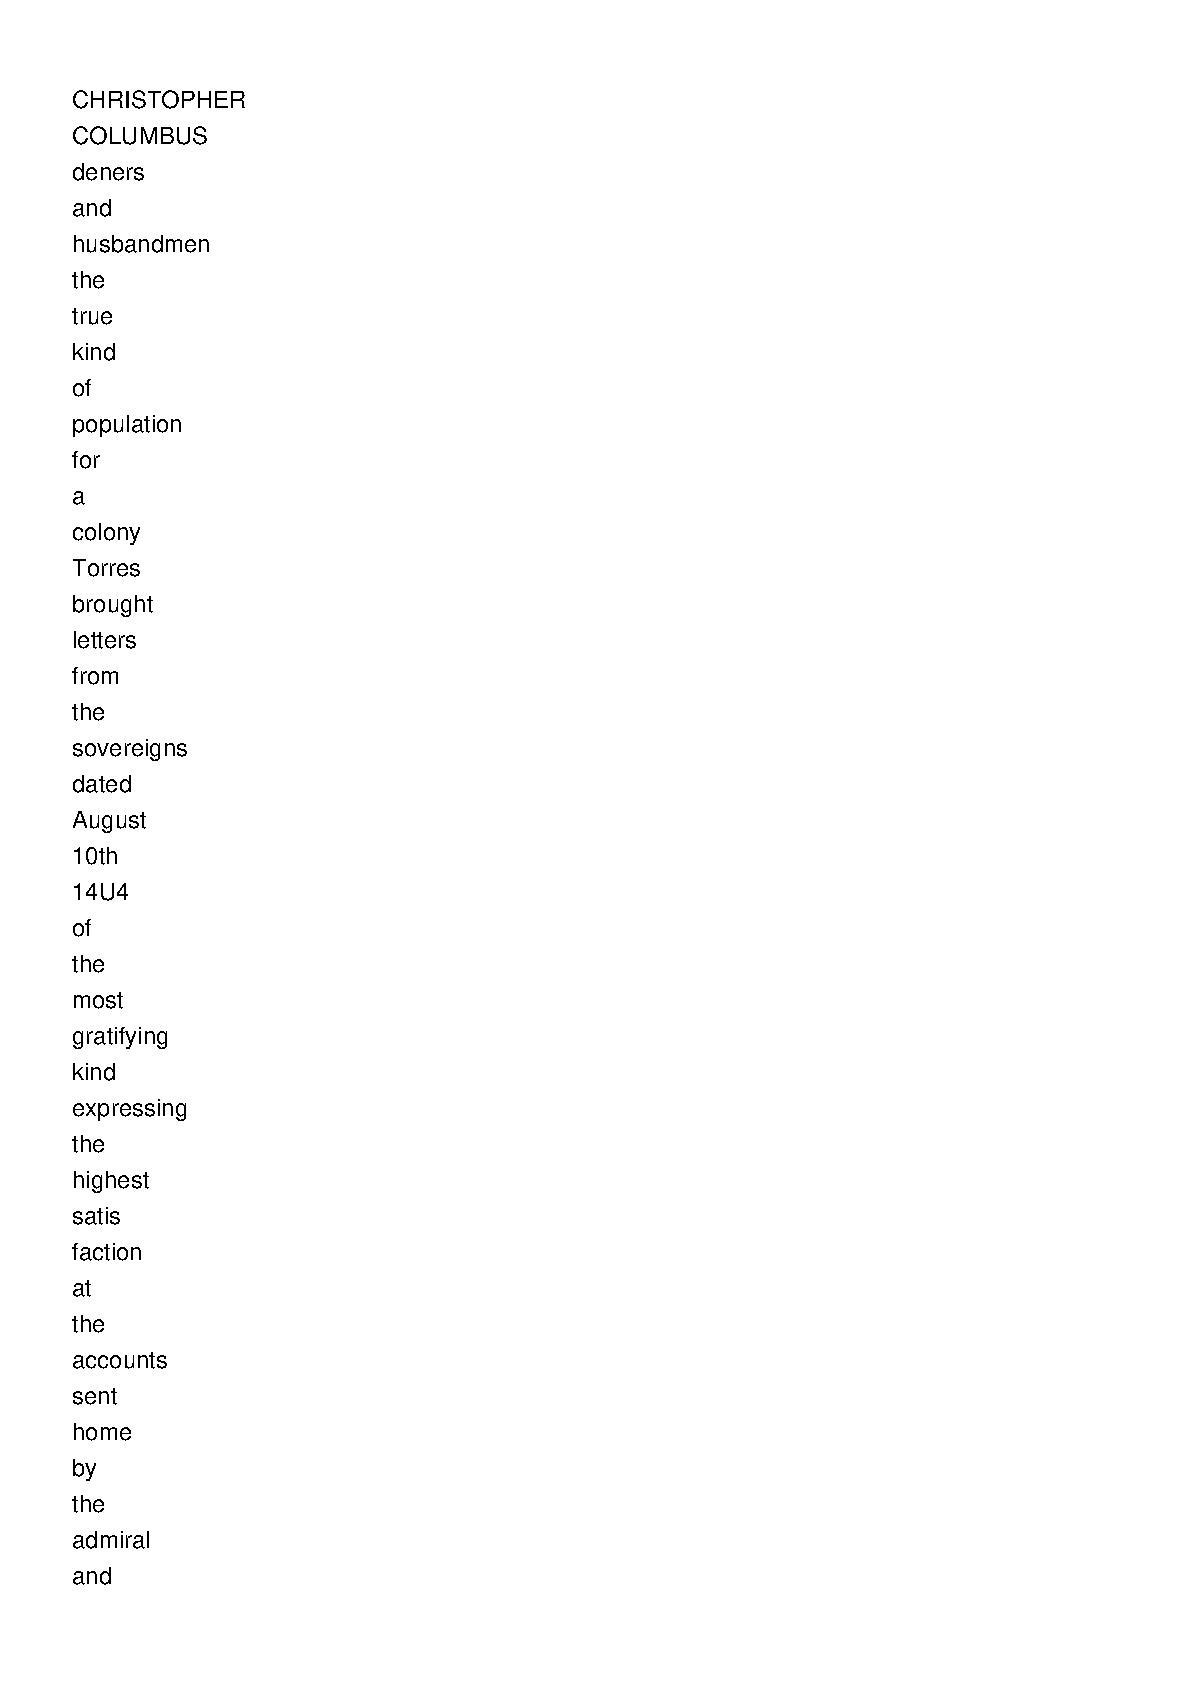 CHRISTOPHER
COLUMBUS
deners
and
husbandmen
the
true
kind
of
population
for
a
colony
Torres
brought
letters
from
the
sovereigns
dated
August
10th
14U4
of
the
most
gratifying
kind
expressing
the
highest
satis
faction
at
the
accounts
sent
home
by
the
admiral
and